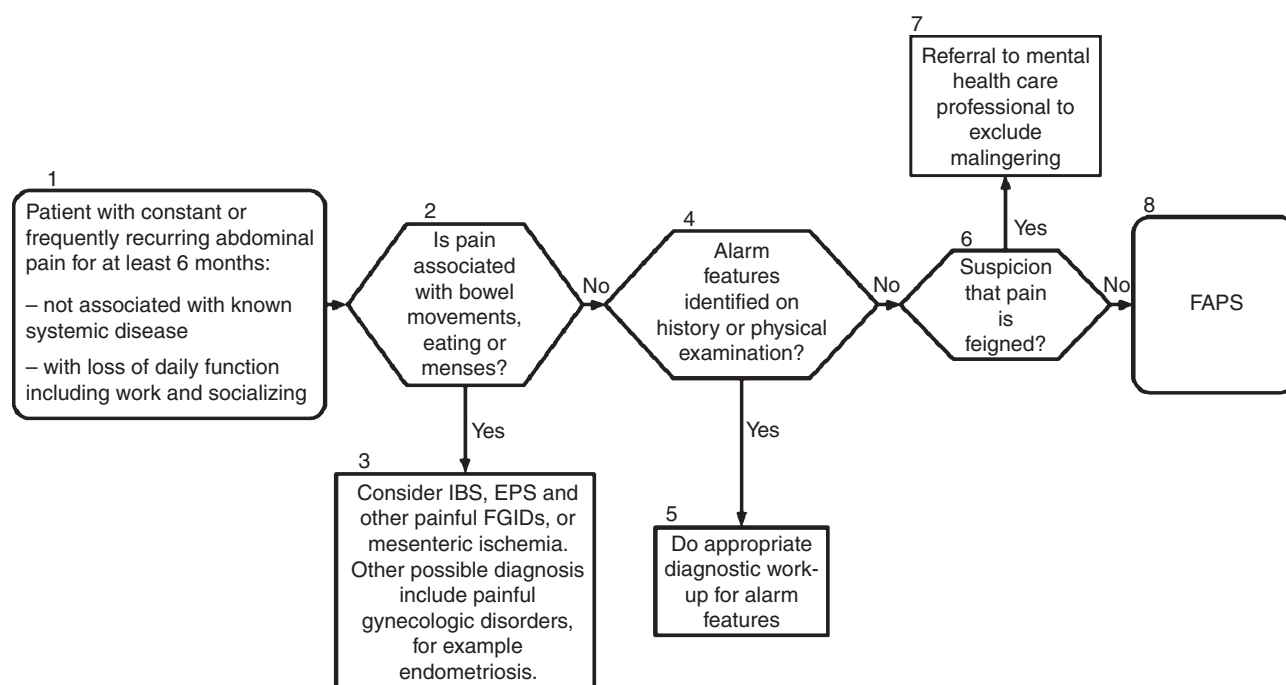 1
Patient with constant or
frequently recurring abdominal
pain for at least 6 months:
– not associated with known
systemic disease
– with loss of daily function
including work and socializing
2
Is pain
associated
with bowel
movements,
eating or
menses?
No
Yes
3
Consider IBS, EPS and
other painful FGIDs, or
mesenteric ischemia.
Other possible diagnosis
include painful
gynecologic disorders,
for example
endometriosis.
4
Alarm
features
identified on
history or physical
examination?
No
Yes
5
Do appropriate
diagnostic work-
up for alarm
features
6
Suspicion
that pain
is
feigned?
Yes
No
7
Referral to mental
health care
professional to
exclude
malingering
8
FAPS